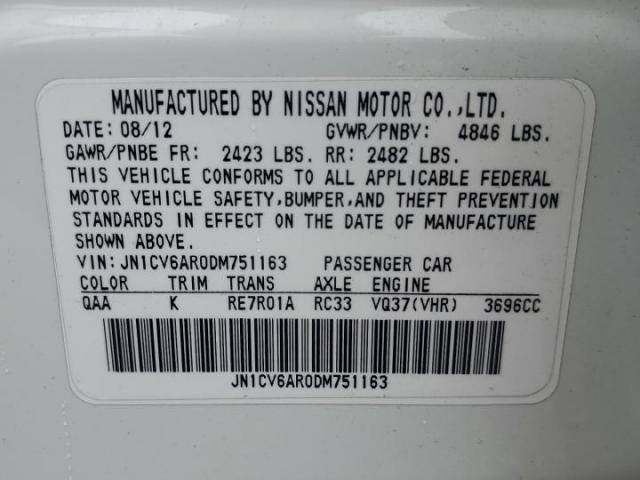 MANUFACTURED BY NISSAN MOTOR CO.,LTD.
DATE: 08/12 GVWR/PNBV: 4846 LBS.
GAWR/PNBE FR: 2423 LBS. RR: 2482 LBS.
THIS VEHICLE CONFORMS TO ALL APPLICABLE FEDERAL
MOTOR VEHICLE SAFETY,BUMPER,AND THEFT PREVENTION
STANDARDS IN EFFECT ON THE DATE OF MANUFACTURE
SHOWN ABOVE.
VIN: JN1CV6AR0DM751163 PASSENGER CAR
COLOR TRIM TRANS AXLE ENGINE
QAA K RE7R01A RC33 VQ37(VHR) 3696CC
JN1CV6AR0DM751163